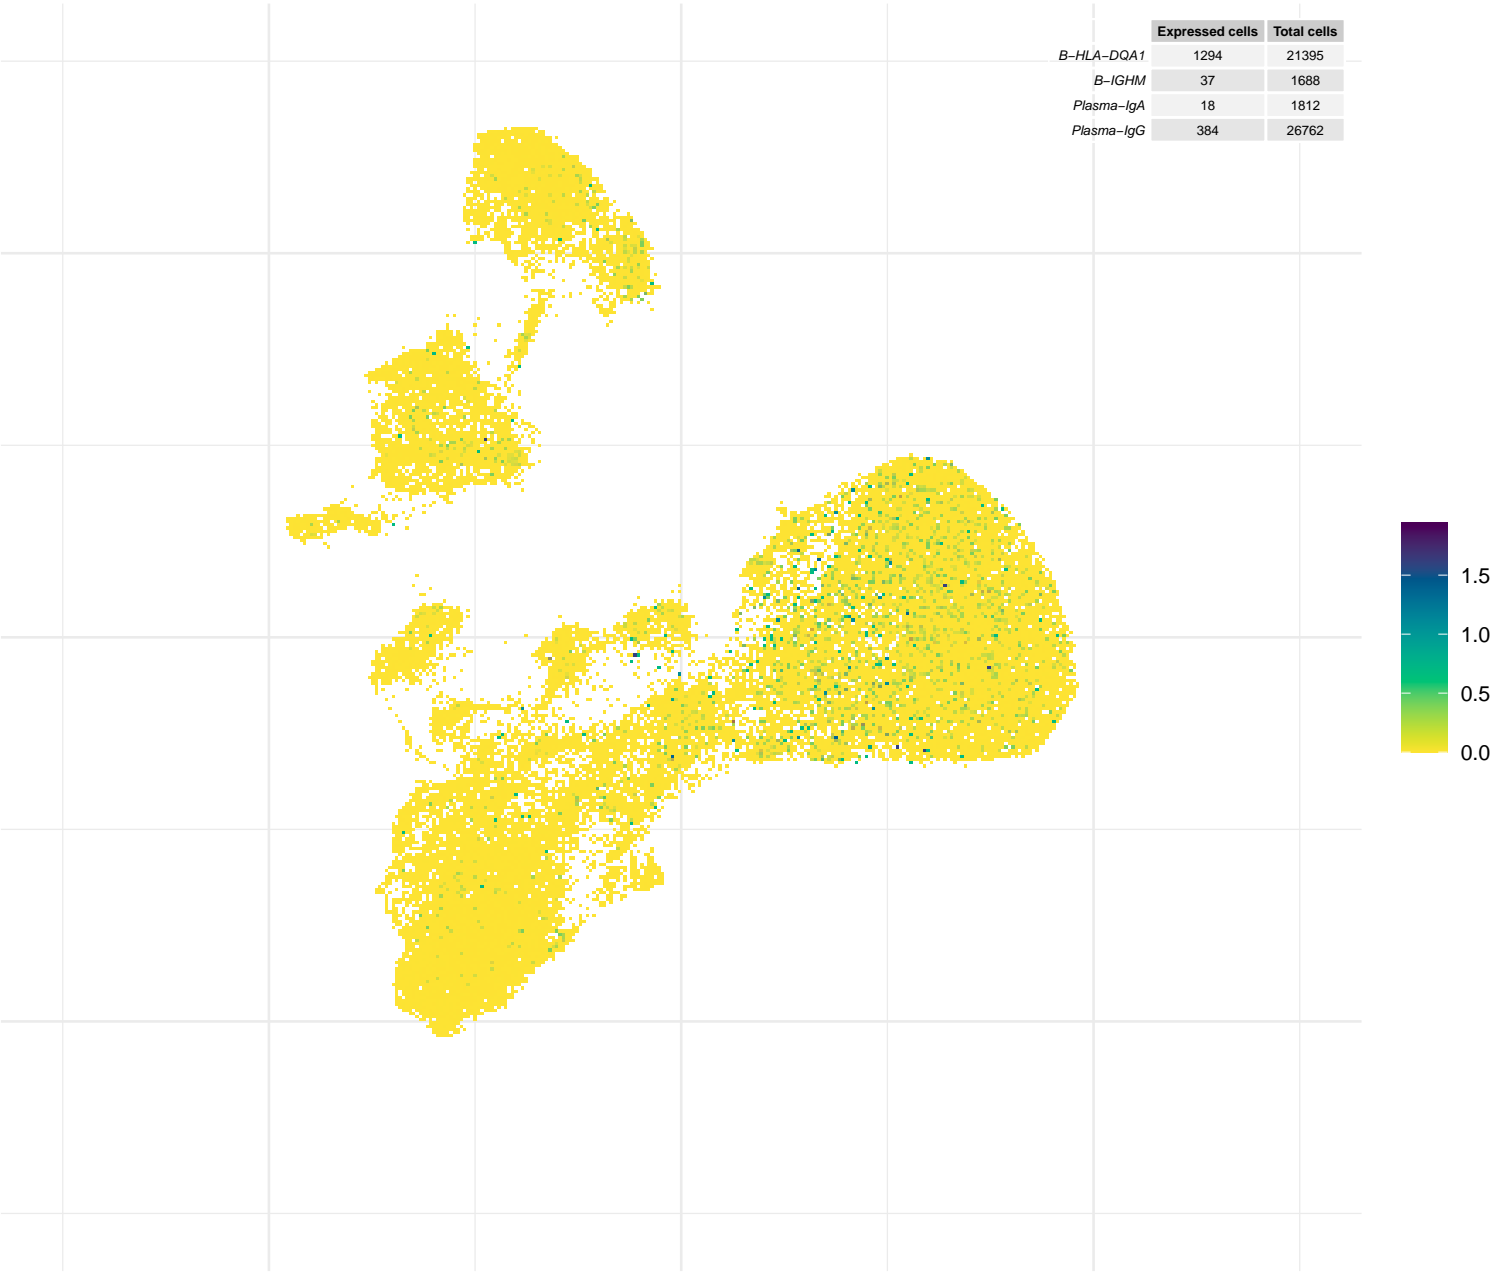 Expressed cells Total cells
B−HLA−DQA1 1294 21395
B−IGHM 37 1688
Plasma−IgA 18 1812
Plasma−IgG 384 26762
1.5
1.0
0.5
0.0